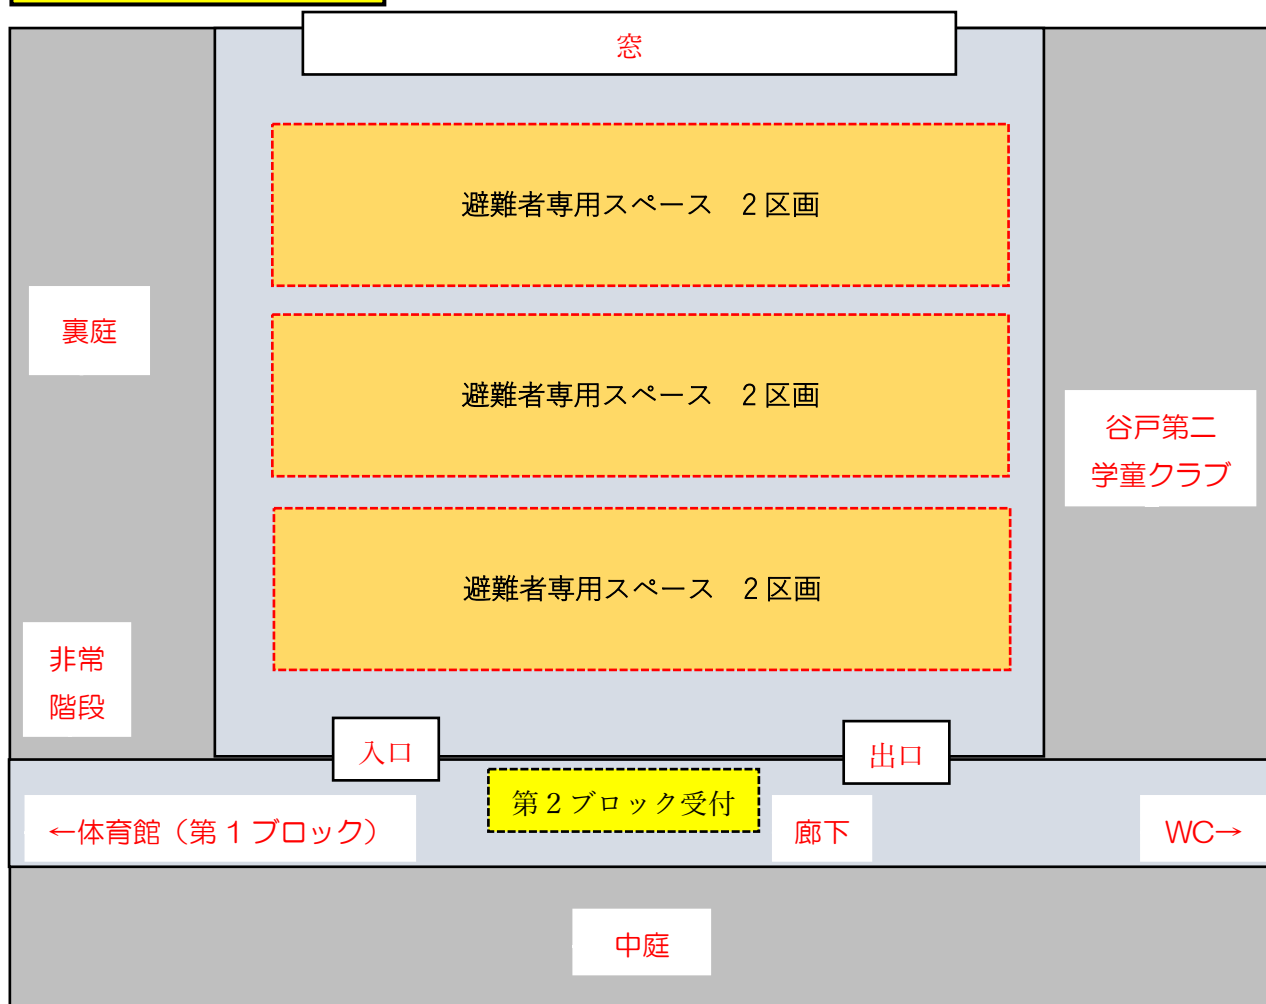 窓
避難者専用スペース　２区画
裏庭
避難者専用スペース　２区画
谷戸第二
学童クラブ
避難者専用スペース　２区画
非常
階段
入口
出口
第２ブロック受付
←体育館（第１ブロック）
廊下
WC→
中庭